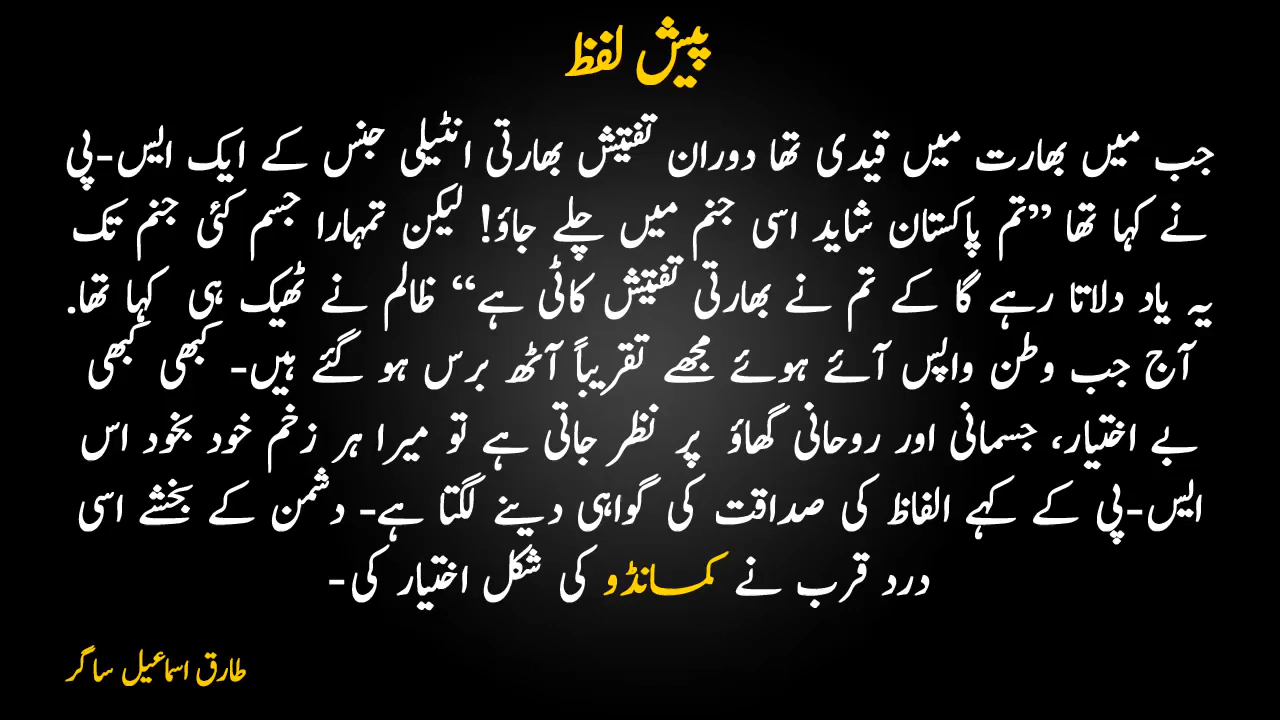 پیش لفظ
جب میں بھارت میں قیدی تھا دوران تفتیش بھارتی انٹیلی جنس کے ایک ایس-پی
نے کہا تھا ”تم پاکستان شاید اسی جنم میں چلے جاؤ! لیکن تمہارا جسم کئی جنم تک
یہ یاد دلاتا رہے گا کے تم نے بھارتی تفتیش کاٹی ہے“ ظالم نے ٹھیک ہی کہا تھا.
آج جب وطن واپس آئے ہوئے مجھے تقریباً آٹھ برس ہو گئے ہیں- کبھی کبھی
بے اختیار، جسمانی اور روحانی گھاؤ پر نظر جاتی ہے تو میرا ہر زخم خود بخود اس
ایس-پی کے کہے الفاظ کی صداقت کی گواہی دینے لگتا ہے- دشمن کے بخشے اسی
درد قرب نے کمانڈو کی شکل اختیار کی-
طارق اسماعیل ساگر